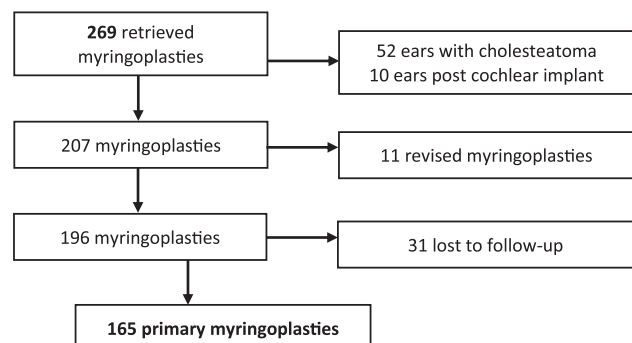 269 retrieved
myringoplasties
52 ears with cholesteatoma
10 ears post cochlear implant
207 myringoplasties
11 revised myringoplasties
196 myringoplasties
31 lost to follow-up
165 primary myringoplasties